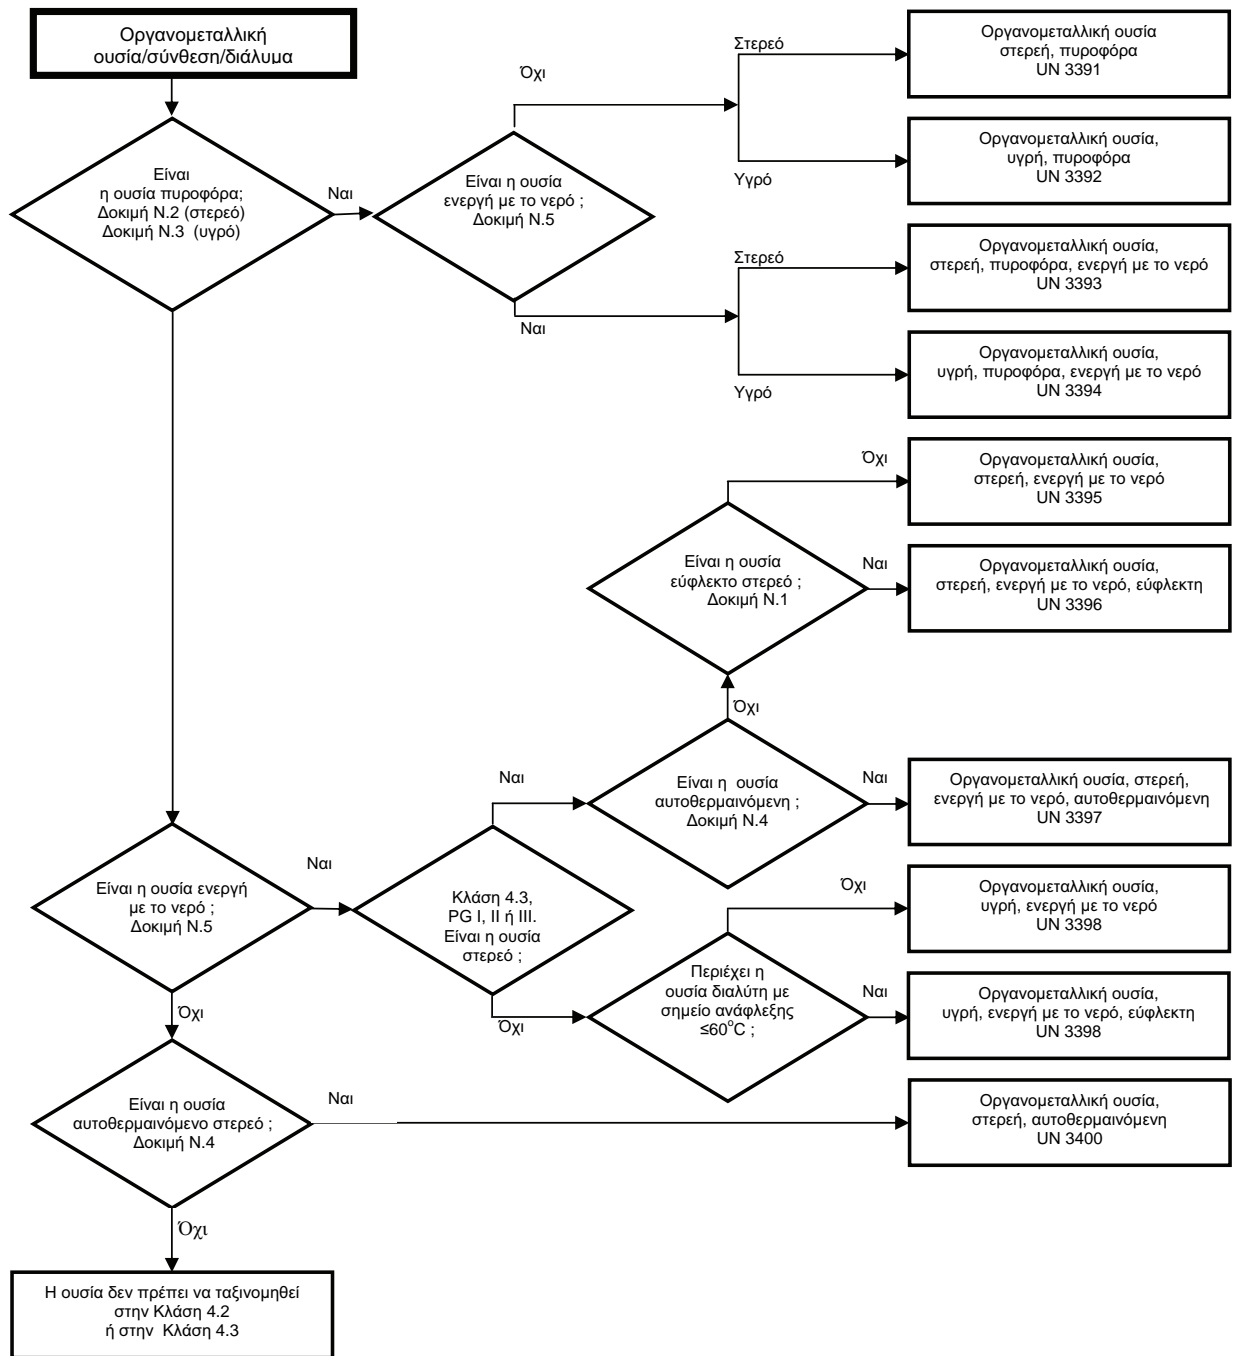 Οργανομεταλλική
ουσία/σύνθεση/διάλυμα
Είναι
η ουσία πυροφόρα;
Δοκιμή Ν.2 (στερεό)
Δοκιμή Ν.3 (υγρό)
Ναι
Όχι
Είναι η ουσία
ενεργή με το νερό ;
Δοκιμή Ν.5
Ναι
Στερεό
Υγρό
Οργανομεταλλική ουσία
στερεή, πυροφόρα
UN 3391
Οργανομεταλλική ουσία,
υγρή, πυροφόρα
UN 3392
Στερεό
Υγρό
Οργανομεταλλική ουσία,
στερεή, πυροφόρα, ενεργή με το νερό
UN 3393
Οργανομεταλλική ουσία,
υγρή, πυροφόρα, ενεργή με το νερό
UN 3394
Όχι
Οργανομεταλλική ουσία,
στερεή, ενεργή με το νερό
UN 3395
Είναι η ουσία
εύφλεκτο στερεό ;
Δοκιμή Ν.1
Ναι
Οργανομεταλλική ουσία,
στερεή, ενεργή με το νερό, εύφλεκτη
UN 3396
Όχι
Ναι
Είναι η ουσία
αυτοθερμαινόμενη ;
Δοκιμή Ν.4
Ναι
Οργανομεταλλική ουσία, στερεή,
ενεργή με το νερό, αυτοθερμαινόμενη
UN 3397
Είναι η ουσία ενεργή
με το νερό ;
Δοκιμή Ν.5
Ναι
Κλάση 4.3,
PG I, II ή III.
Είναι η ουσία
στερεό ;
Όχι
Οργανομεταλλική ουσία,
υγρή, ενεργή με το νερό
UN 3398
Περιέχει η
ουσία διαλύτη με
σημείο ανάφλεξης
≤60°C ;
Ναι
Οργανομεταλλική ουσία,
υγρή, ενεργή με το νερό, εύφλεκτη
UN 3398
Όχι
Όχι
Είναι η ουσία
αυτοθερμαινόμενο στερεό ;
Δοκιμή Ν.4
Ναι
Οργανομεταλλική ουσία,
στερεή, αυτοθερμαινόμενη
UN 3400
Όχι
Η ουσία δεν πρέπει να ταξινομηθεί
στην Κλάση 4.2
ή στην Κλάση 4.3